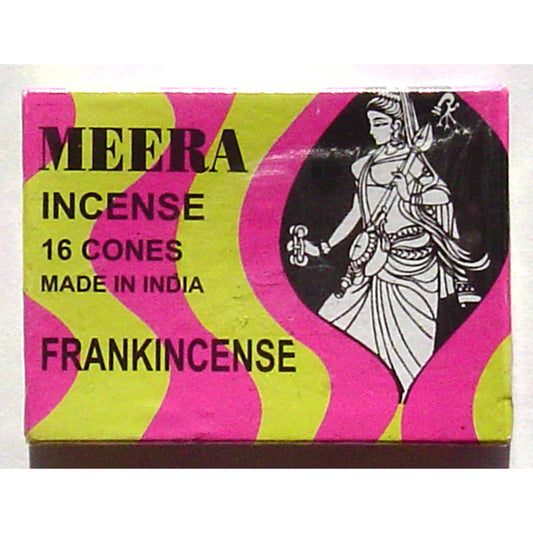 MEERA
INCENSE
16 CONES
MADE IN INDIA
FRANKINCENSE